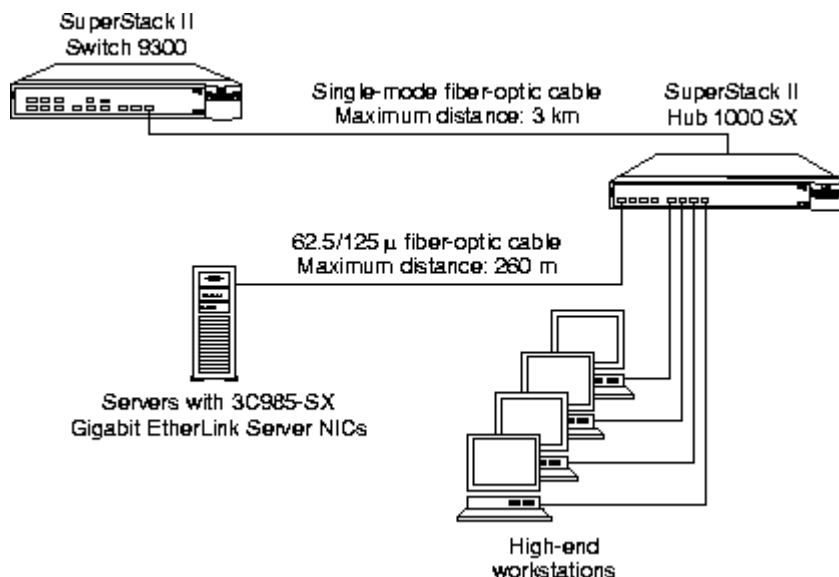 SuperStack II
Switch 9300
Single-mode fiber-optic cable
Maximum distance: 3 km
SuperStack II
Hub 1000 SX
62.5/125 µ fiber-optic cable
Maximum distance: 260 m
Servers with 3C985-SX
Gigabit EtherLink Server NICs
High-end
workstations